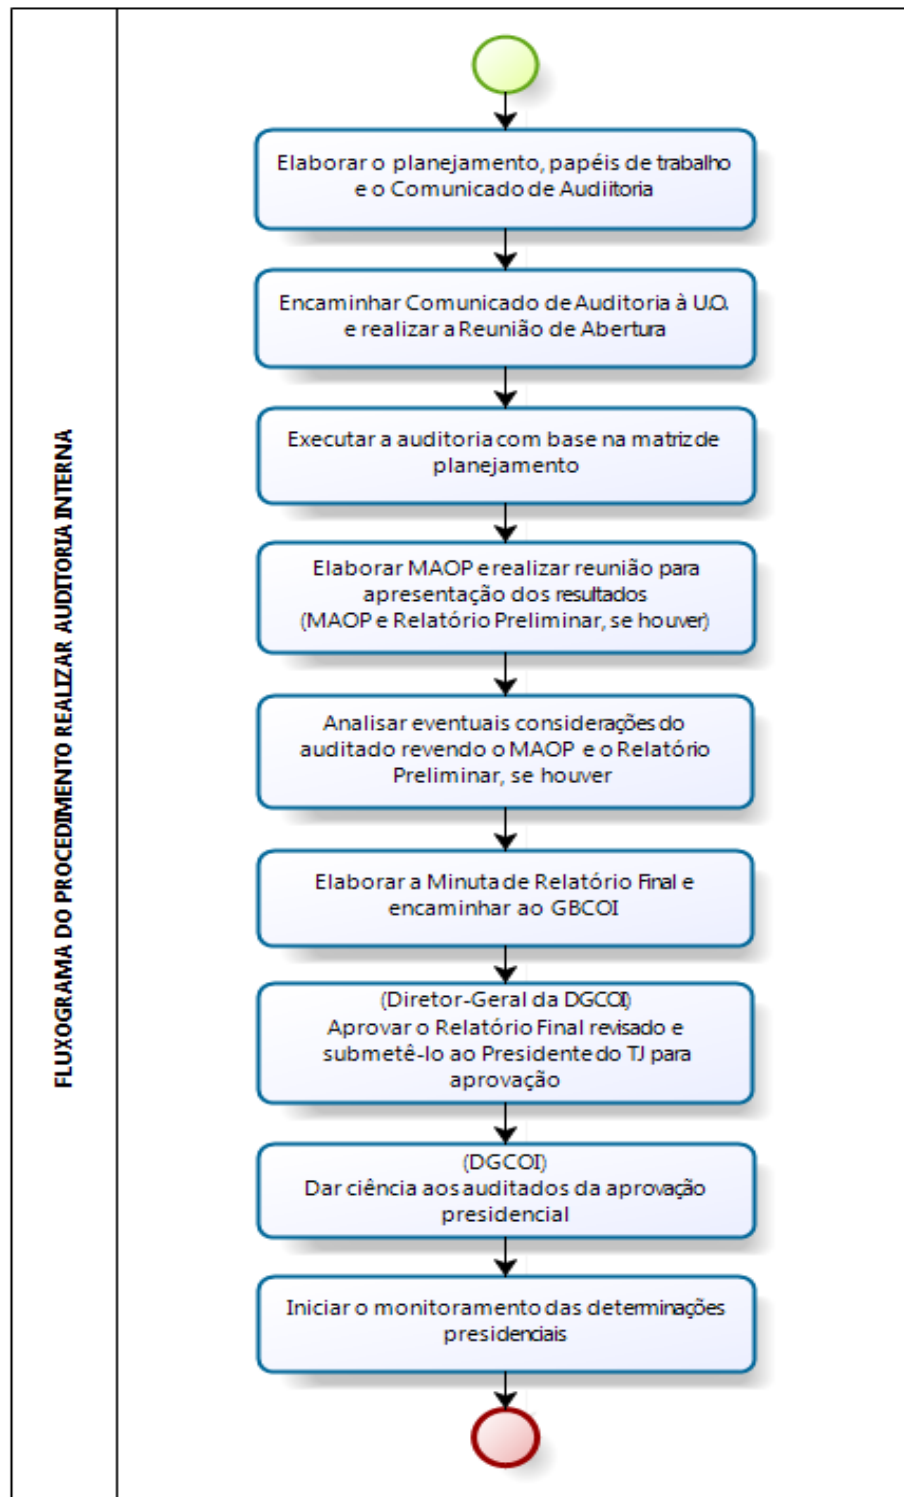 FLUXOGRAMA DO PROCEDIMENTO REALIZAR AUDITORIA INTERNA
Elaborar o planejamento, papéis de trabalho
e o Comunicado de Audiitoria
Encaminhar Comunicado de Auditoria à U.O.
e realizar a Reunião de Abertura
Executar a auditoria com base na matriz de
planejamento
Elaborar MAOP e realizar reunião para
apresentação dos resultados
(MAOP e Relatório Preliminar, se houver)
Analisar eventuais considerações do
auditado revendo o MAOP e o Relatório
Preliminar, se houver
Elaborar a Minuta de Relatório Final e
encaminhar ao GBCOI
(Diretor-Geral da DGCOI)
Aprovar o Relatório Final revisado e
submetê-lo ao Presidente do TJ para
aprovação
(DGCOI)
Dar ciência aos auditados da aprovação
presidencial
Iniciar o monitoramento das determinações
presidenciais